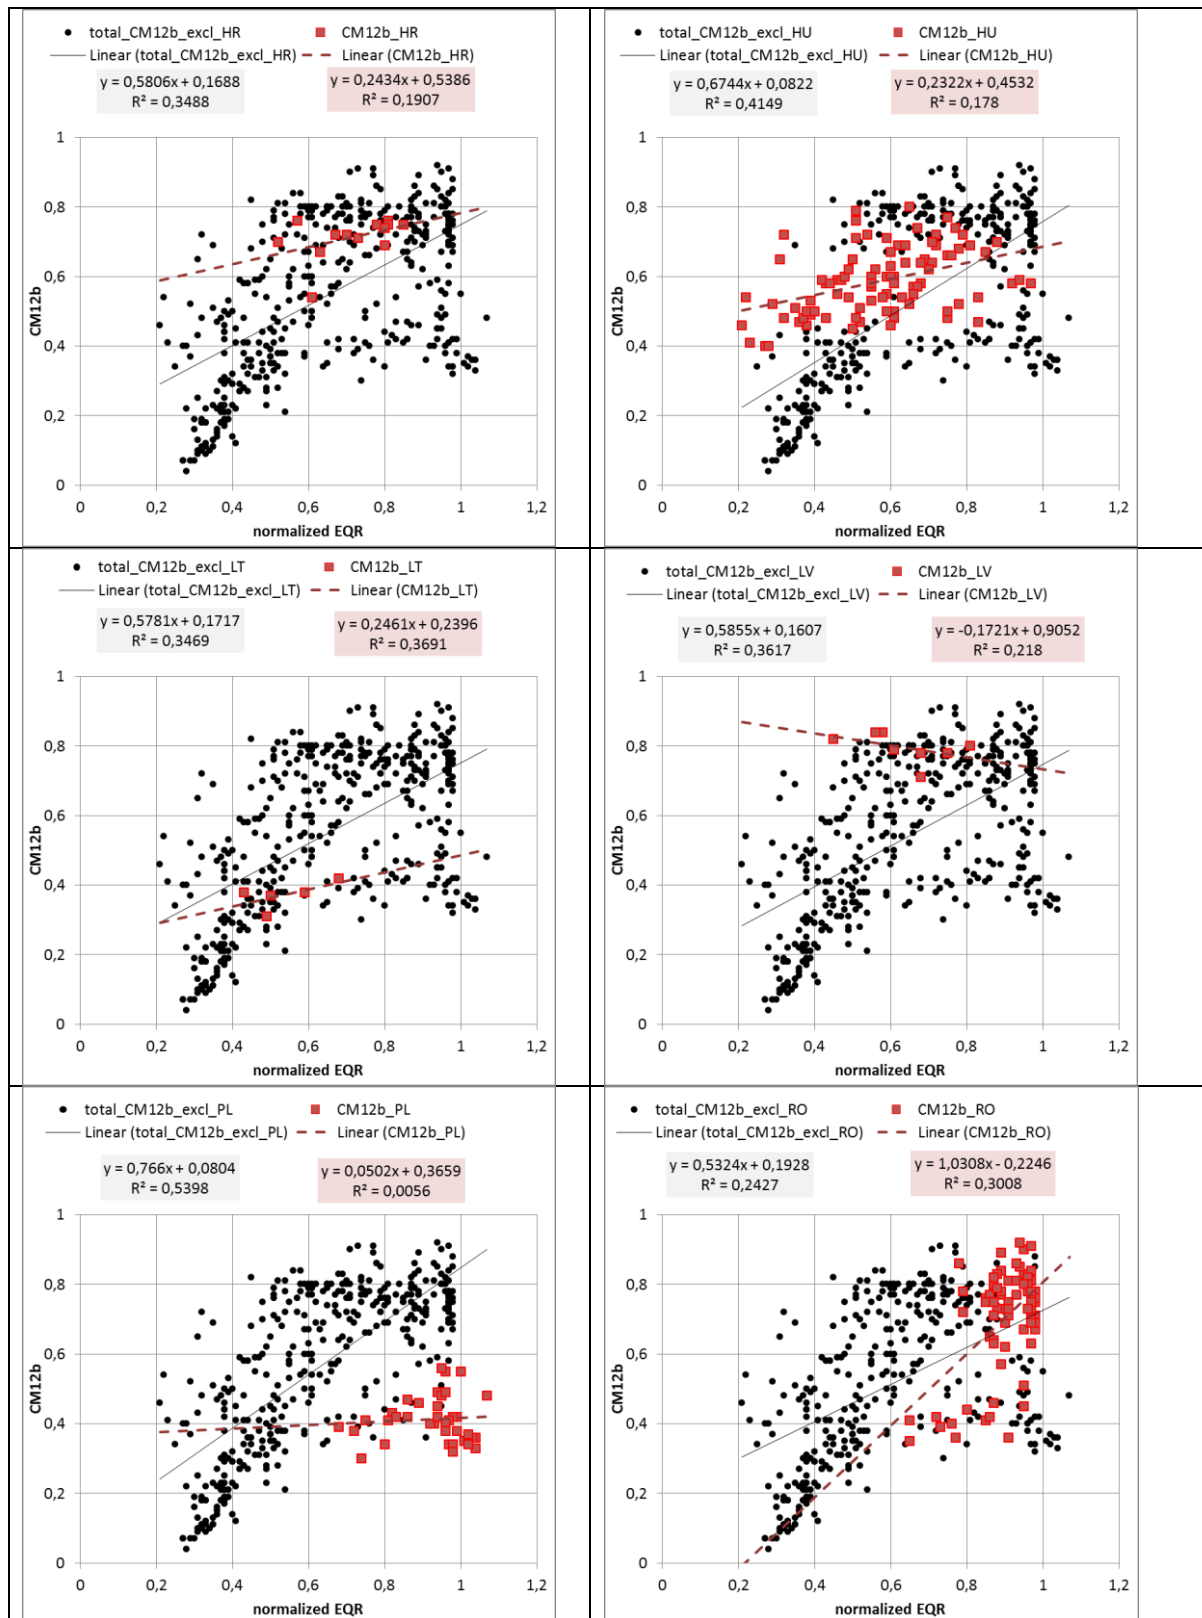 total_CM12b_excl_HR CM12b_HR
Linear (total_CM12b_excl_HR) Linear (CM12b_HR)
y = 0,5806x + 0,1688 y = 0,2434x + 0,5386
R² = 0,3488 R² = 0,1907
1
0,8
0,6
0,4
0,2
0
CM12b
0 0,2 0,4 0,6 0,8 1 1,2
normalized EQR
total_CM12b_excl_HU CM12b_HU
Linear (total_CM12b_excl_HU) Linear (CM12b_HU)
y = 0,6744x + 0,0822 y = 0,2322x + 0,4532
R² = 0,4149 R² = 0,178
1
0,8
0,6
0,4
0,2
0
CM12b
0 0,2 0,4 0,6 0,8 1 1,2
normalized EQR
total_CM12b_excl_LT CM12b_LT
Linear (total_CM12b_excl_LT) Linear (CM12b_LT)
y = 0,5781x + 0,1717 y = 0,2461x + 0,2396
R² = 0,3469 R² = 0,3691
1
0,8
0,6
0,4
0,2
0
CM12b
0 0,2 0,4 0,6 0,8 1 1,2
normalized EQR
total_CM12b_excl_LV CM12b_LV
Linear (total_CM12b_excl_LV) Linear (CM12b_LV)
y = 0,5855x + 0,1607 y = -0,1721x + 0,9052
R² = 0,3617 R² = 0,218
1
0,8
0,6
0,4
0,2
0
CM12b
0 0,2 0,4 0,6 0,8 1 1,2
normalized EQR
total_CM12b_excl_PL CM12b_PL
Linear (total_CM12b_excl_PL) Linear (CM12b_PL)
y = 0,766x + 0,0804 y = 0,0502x + 0,3659
R² = 0,5398 R² = 0,0056
1
0,8
0,6
0,4
0,2
0
CM12b
0 0,2 0,4 0,6 0,8 1 1,2
normalized EQR
total_CM12b_excl_RO CM12b_RO
Linear (total_CM12b_excl_RO) Linear (CM12b_RO)
y = 0,5324x + 0,1928 y = 1,0308x - 0,2246
R² = 0,2427 R² = 0,3008
1
0,8
0,6
0,4
0,2
0
CM12b
0 0,2 0,4 0,6 0,8 1 1,2
normalized EQR